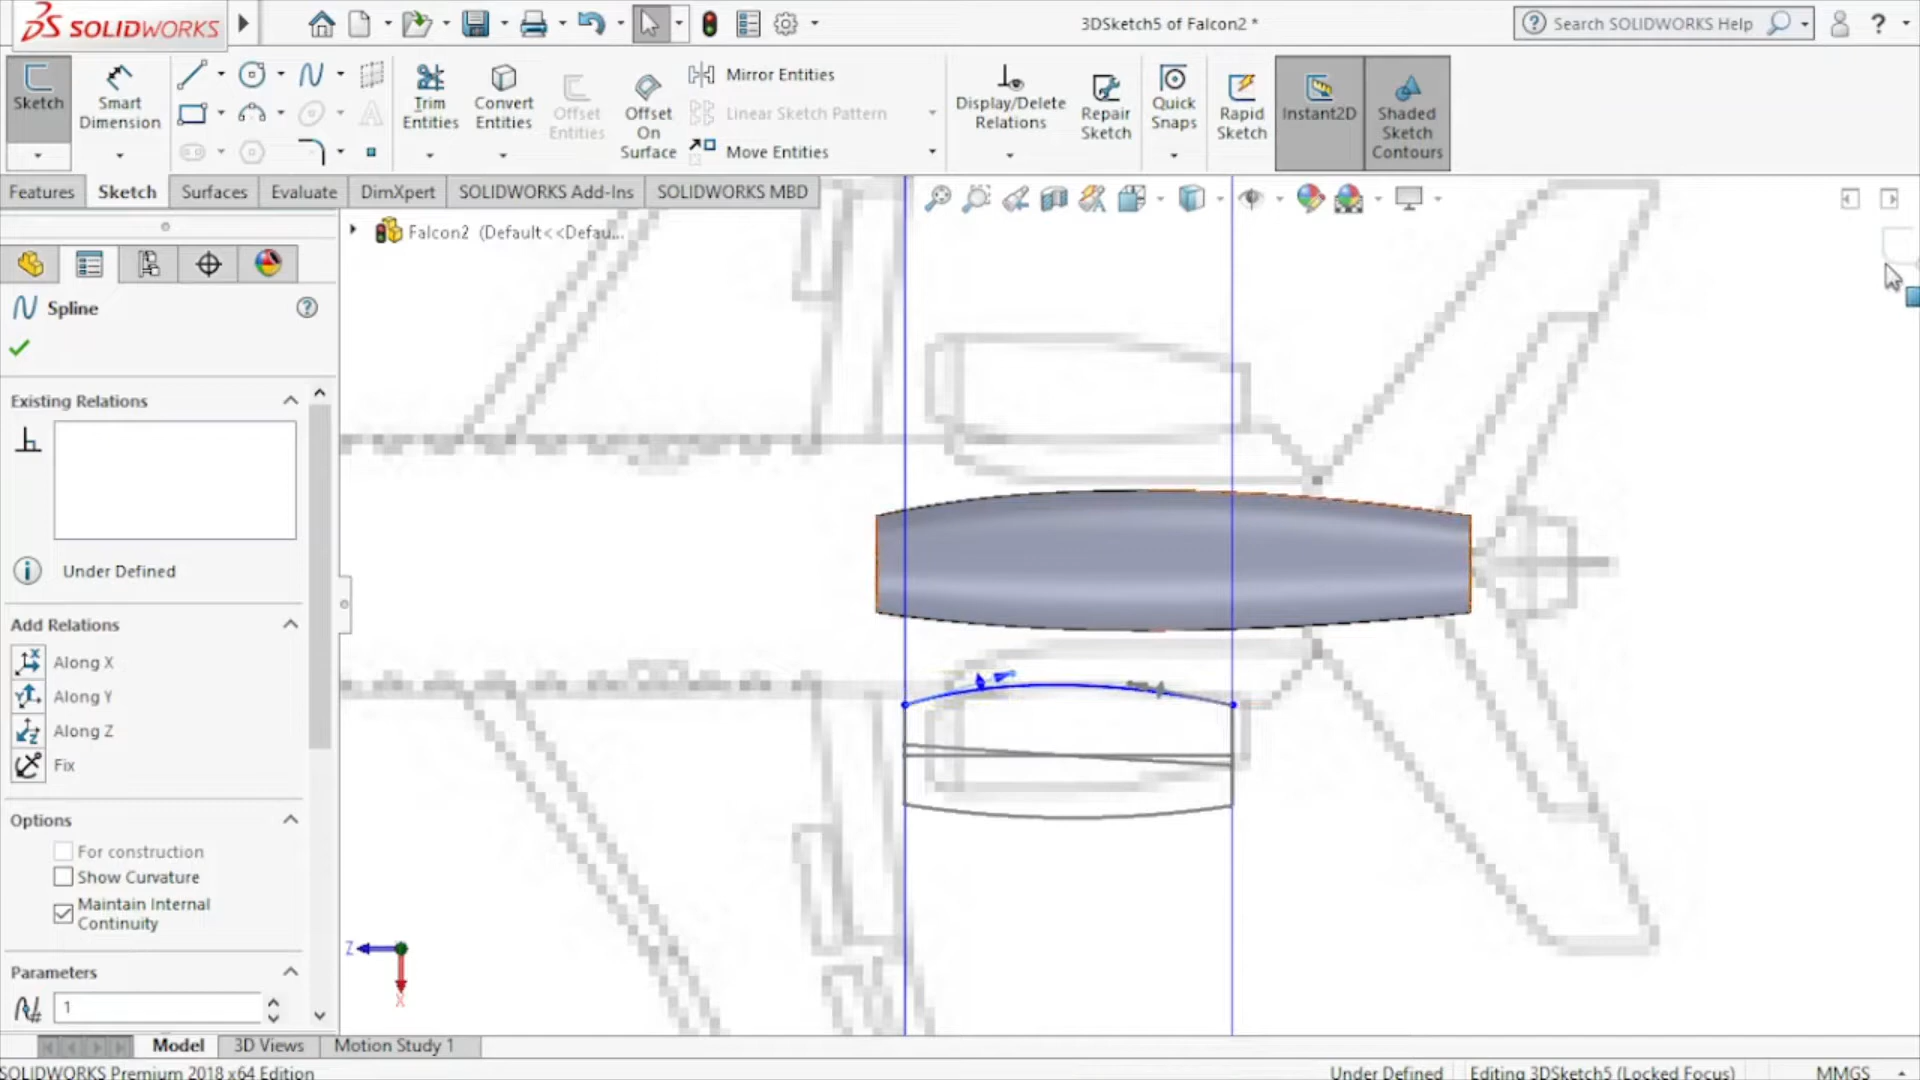 SOLIDWORKS
3DSketch5 of Falcon2 *
Search SOLIDWORKS Help
?
Sketch
Smart Dimension
Trim Entities
Convert Entities
Offset Entities
Offset On Surface
Mirror Entities
Linear Sketch Pattern
Move Entities
Display/Delete Relations
Repair Sketch
Quick Snaps
Rapid Sketch
Instant2D
Shaded Sketch Contours
Features
Sketch
Surfaces
Evaluate
DimXpert
SOLIDWORKS Add-Ins
SOLIDWORKS MBD
Falcon2 (Default<<Defau...
Spline
?
Existing Relations
Under Defined
Add Relations
Along X
Along Y
Along Z
Fix
Options
For construction
Show Curvature
Maintain Internal
Continuity
Parameters
1
Z
X
Model
3D Views
Motion Study 1
SOLIDWORKS Premium 2018 x64 Edition
Under Defined
Editing 3DSketch5 (Locked Focus)
MMGS